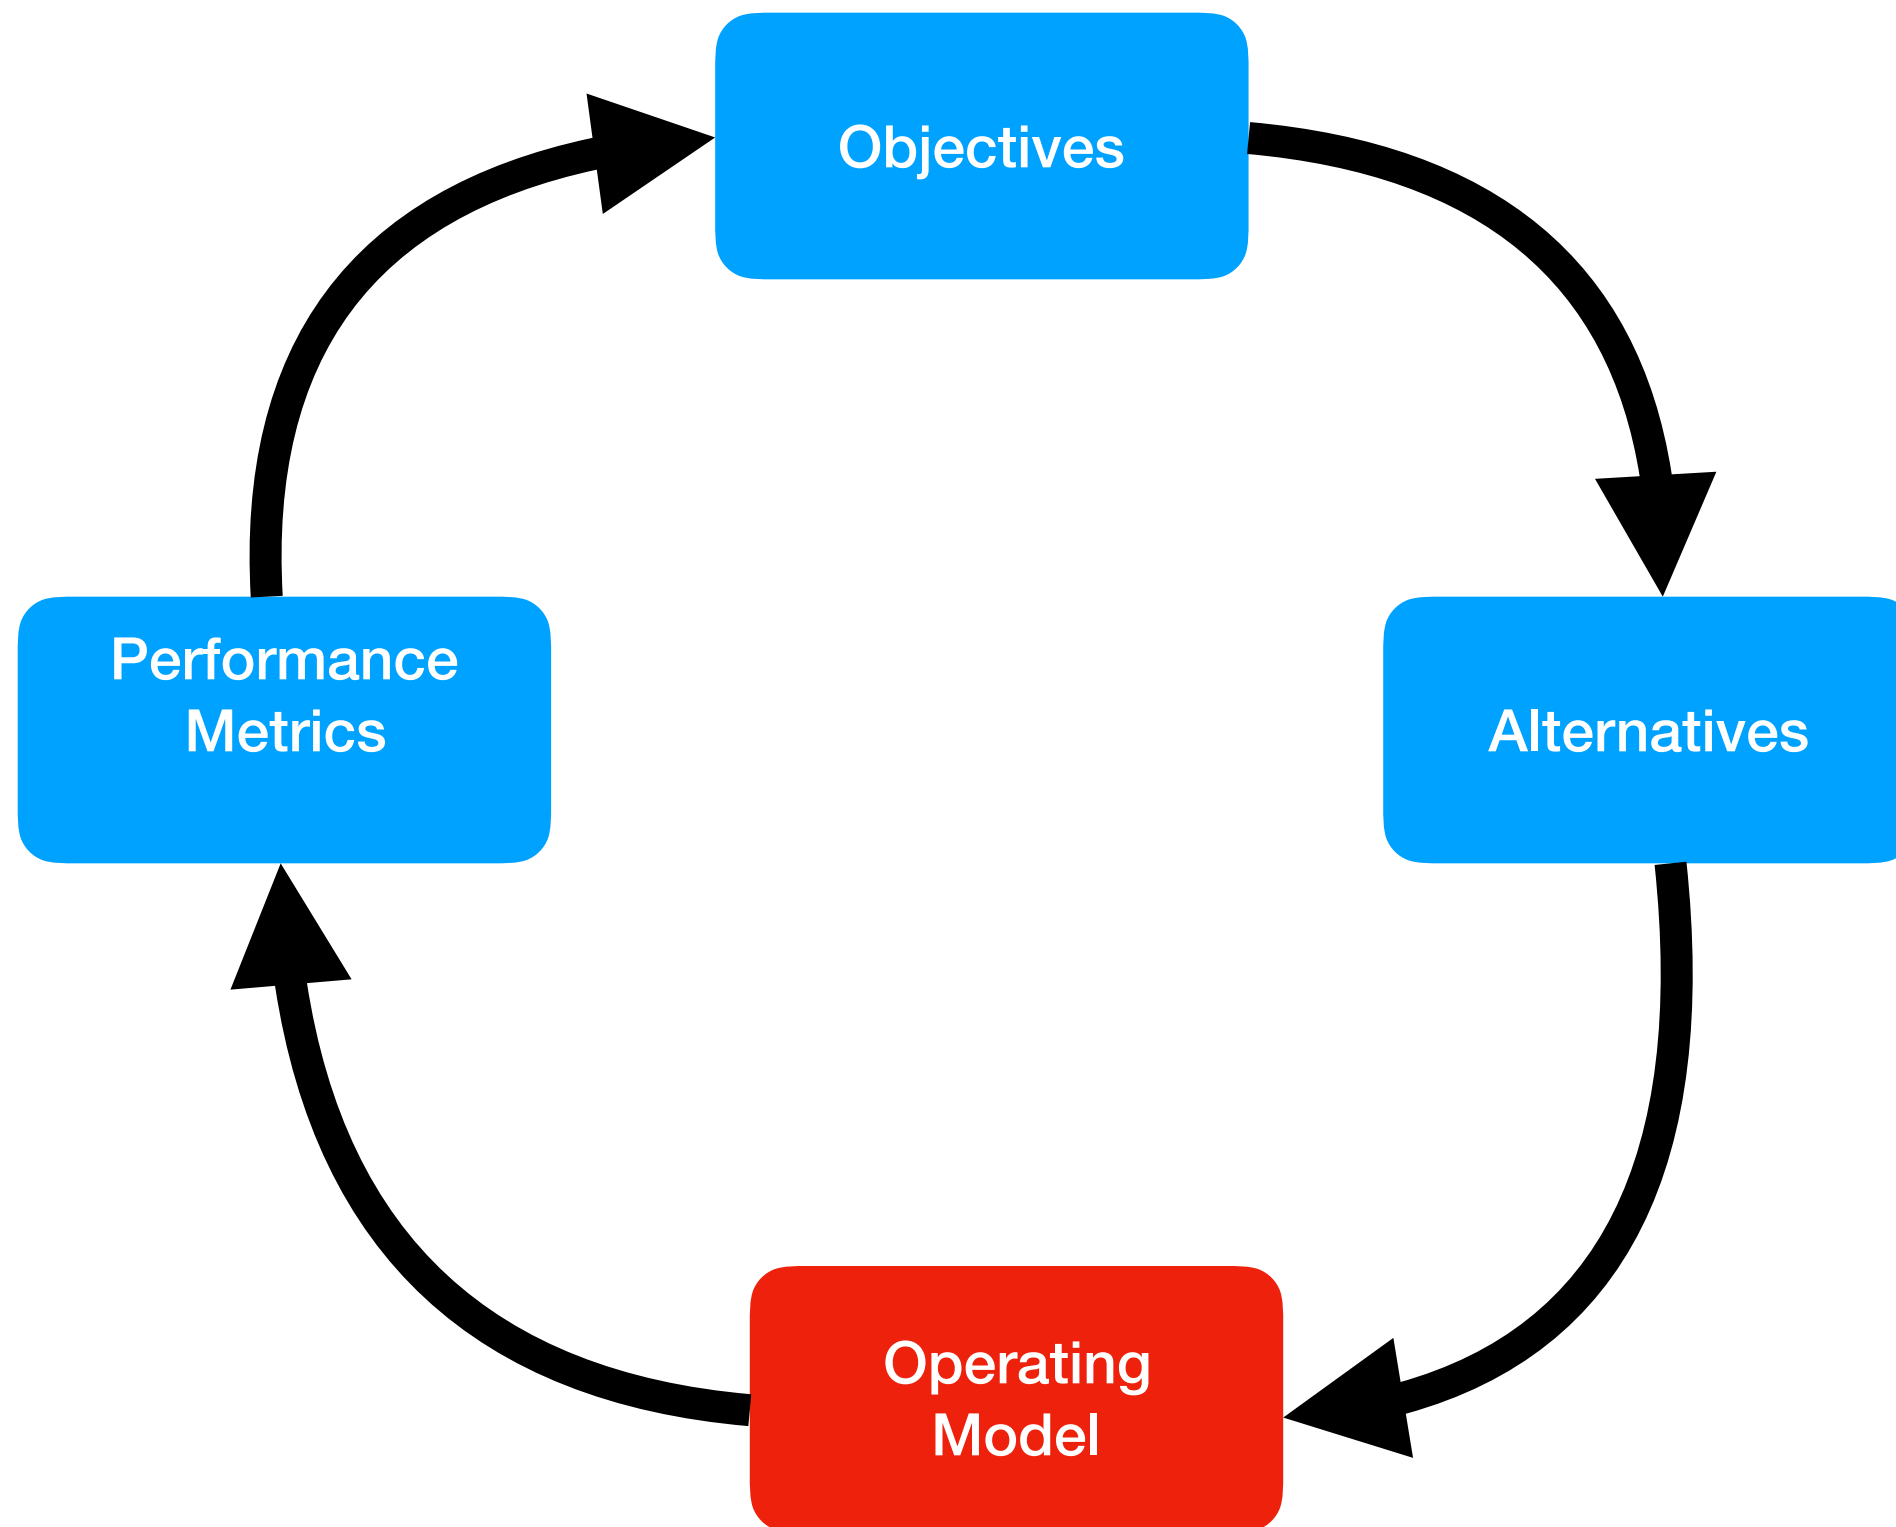 Objectives
Performance
Metrics
Alternatives
Operating
Model